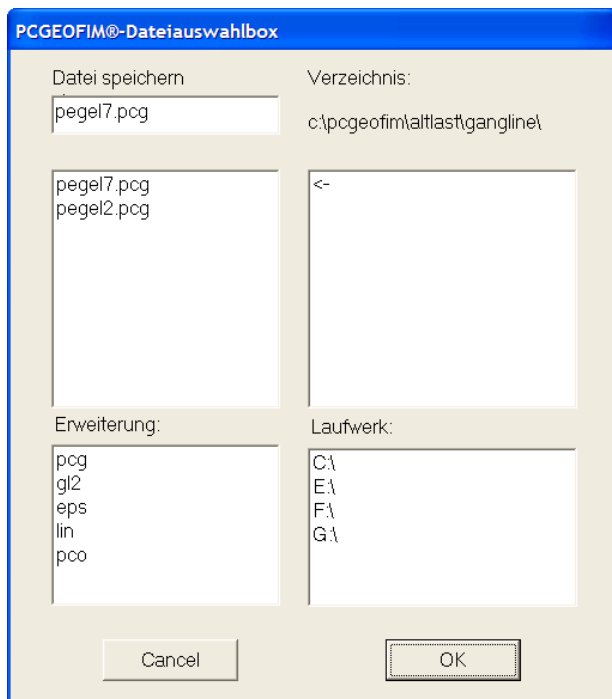 PCGEOFIM®-Dateiauswahlbox
Datei speichern
Verzeichnis:
pegel7.pcg
c:\pcgeofim\altlast\gangline\
pegel7.pcg
pegel2.pcg
<-
Erweiterung:
Laufwerk:
pcg
gl2
eps
lin
pco
C:\
E:\
F:\
G:\
Cancel
OK